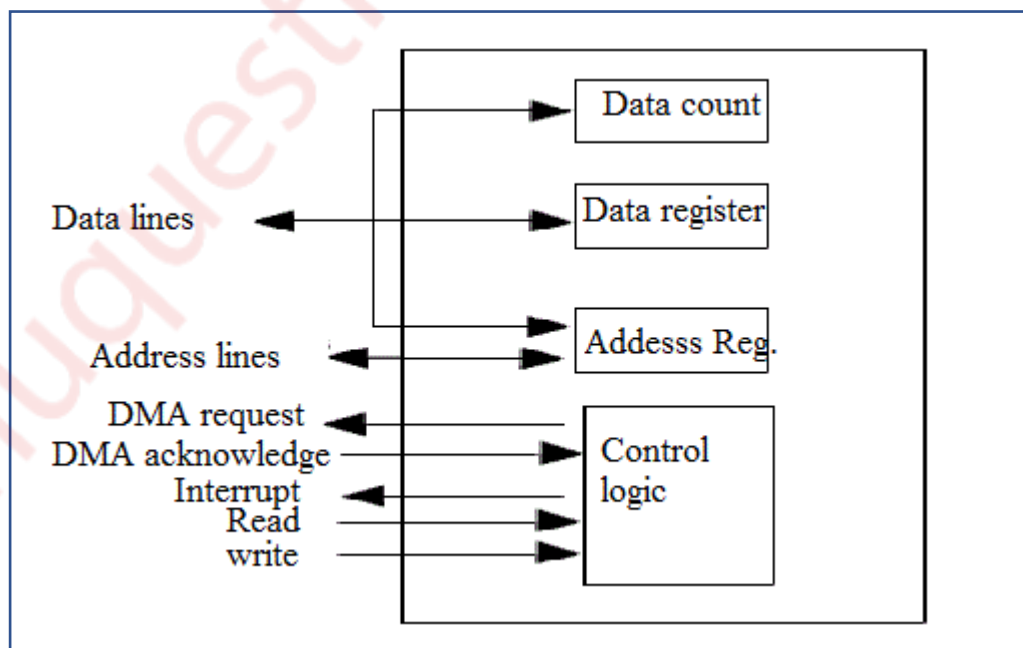 Data count
Data lines
Data register
Addesss Reg.
Address lines
DMA request
DMA acknowledge
Interrupt
Read
write
Control
logic